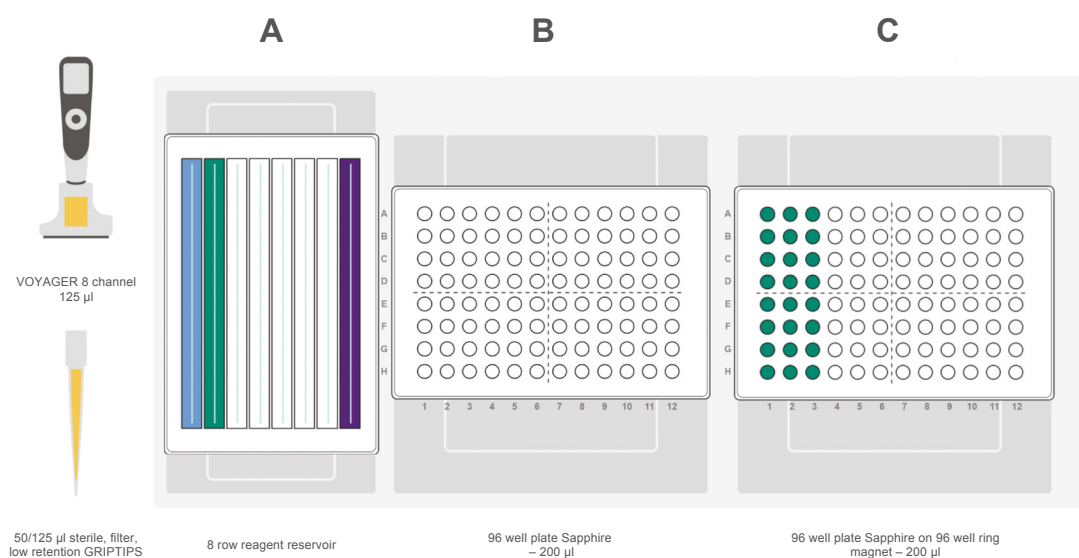 A
B
C
VOYAGER 8 channel
125 µl
A
B
C
D
E
F
G
H
1 2 3 4 5 6 7 8 9 10 11 12
A
B
C
D
E
F
G
H
1 2 3 4 5 6 7 8 9 10 11 12
50/125 µl sterile, filter,
low retention GRIPTIPS
8 row reagent reservoir
96 well plate Sapphire
– 200 µl
96 well plate Sapphire on 96 well ring
magnet – 200 µl